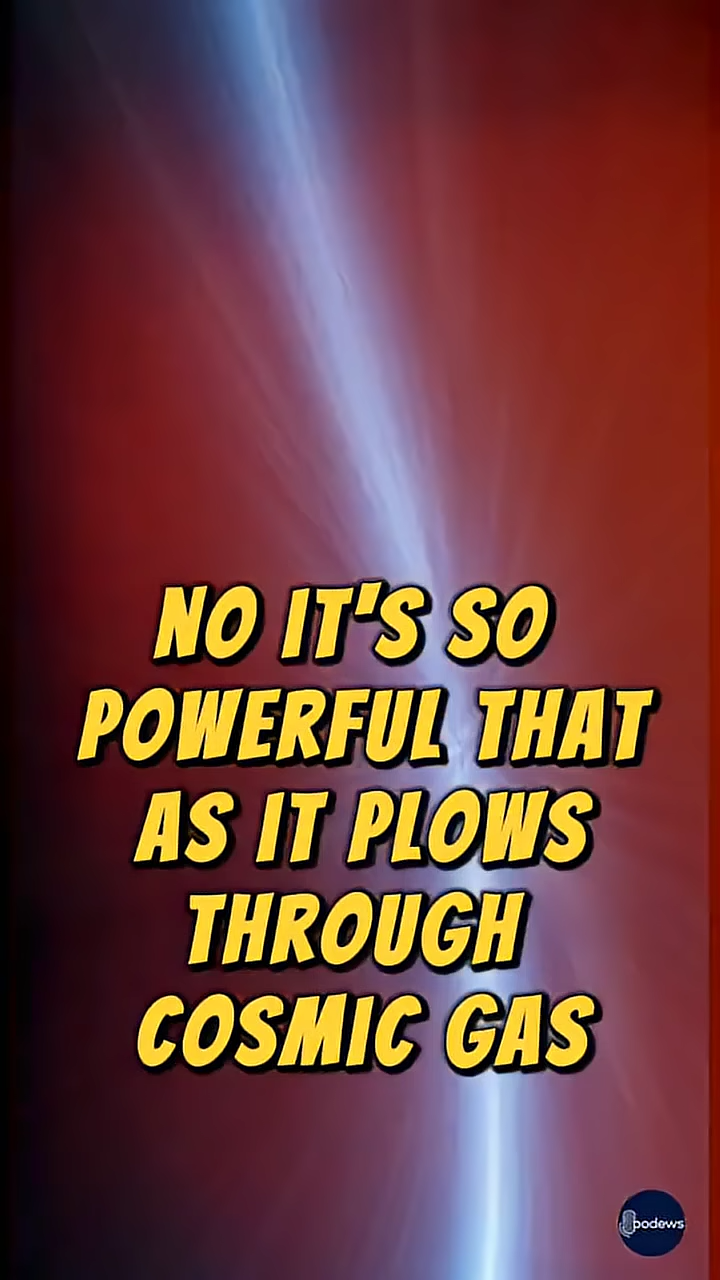 NO IT'S SO
POWERFUL THAT
AS IT PLOWS
THROUGH
COSMIC GAS
podews